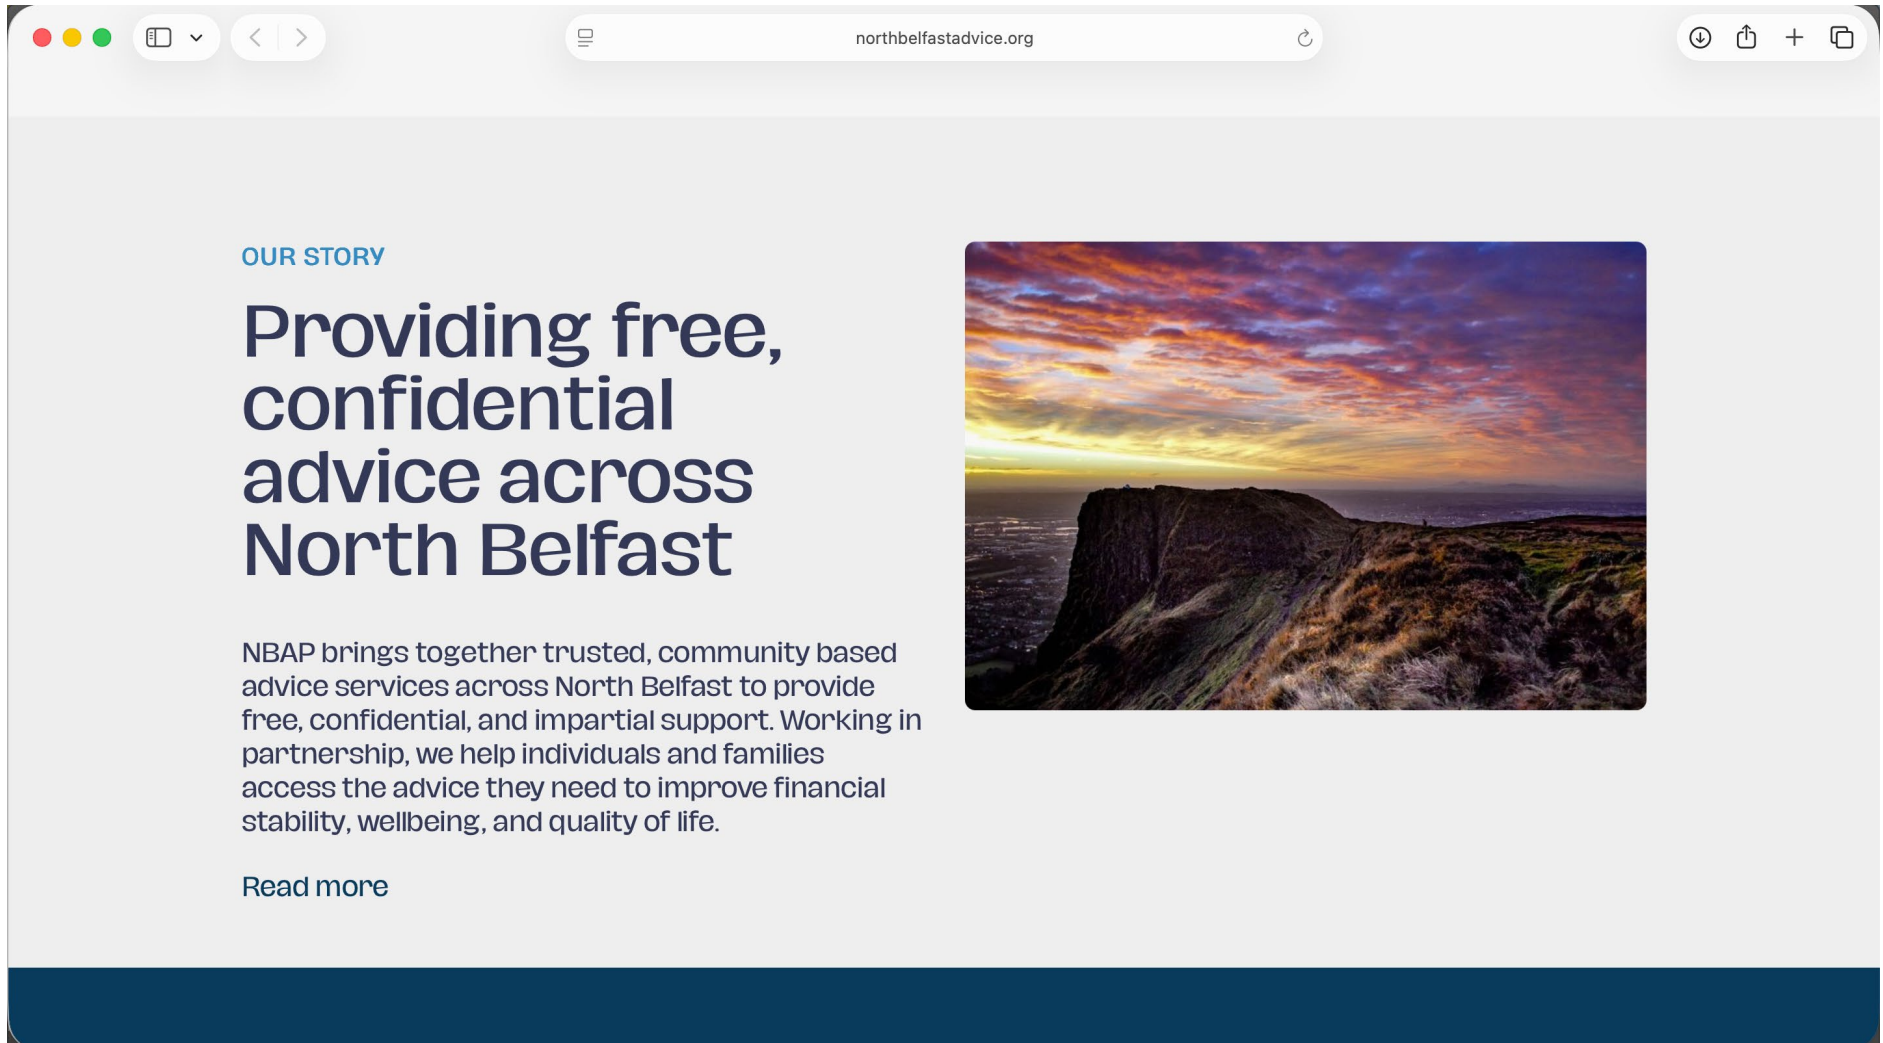 northbelfastadvice.org
OUR STORY
Providing free,
confidential
advice across
North Belfast
NBAP brings together trusted, community based
advice services across North Belfast to provide
free, confidential, and impartial support. Working in
partnership, we help individuals and families
access the advice they need to improve financial
stability, wellbeing, and quality of life.
Read more